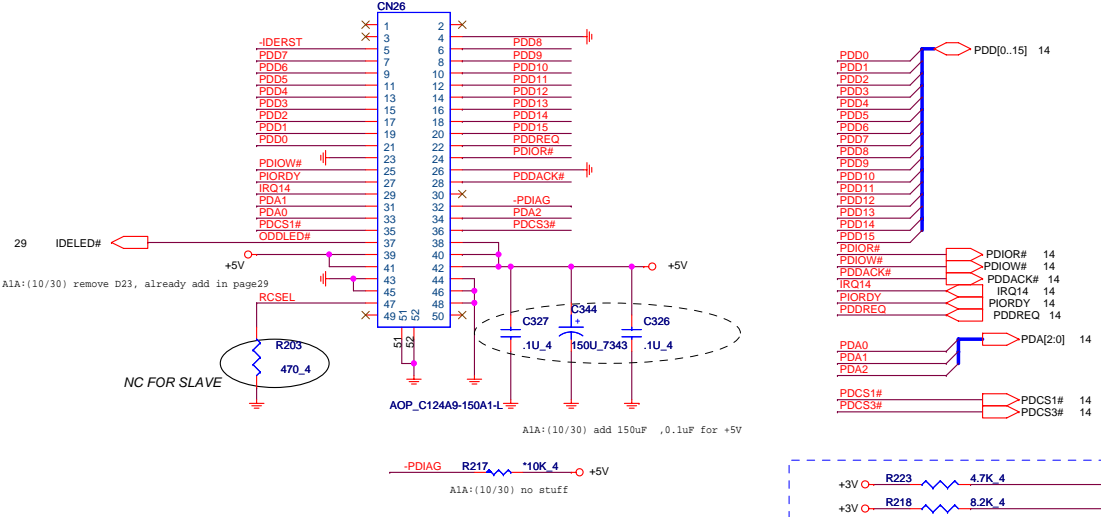 CN26
1 2
3 4
-IDERST 5 6 PDD8
PDD7 7 8 PDD9
PDD6 9 10 PDD10
PDD5 11 12 PDD11
PDD4 13 14 PDD12
PDD3 15 16 PDD13
PDD2 17 18 PDD14
PDD1 19 20 PDD15
PDD0 21 22 PDDREQ
23 24 PDIOR#
PDIOW# 25 26
PIORDY 27 28 PDDACK#
IRQ14 29 30
PDA1 31 32 -PDIAG
PDA0 33 34 PDA2
PDCS1# 35 36 PDCS3#
29 IDELED# ODDLED# 37 38
+5V 39 40
41 42 +5V
A1A:(10/30) remove D23, already add in page29
43 44
45 46
RCSEL 47 48
49 50
51 52
51 52
C327 .1U_4
C344 + 150U_7343
C326 .1U_4
R203
470_4
NC FOR SLAVE
AOP_C124A9-150A1-L
A1A:(10/30) add 150uF ,0.1uF for +5V
-PDIAG R217 *10K_4 +5V
A1A:(10/30) no stuff
PDD[0..15] 14
PDD0
PDD1
PDD2
PDD3
PDD4
PDD5
PDD6
PDD7
PDD8
PDD9
PDD10
PDD11
PDD12
PDD13
PDD14
PDD15
PDIOR# PDIOR# 14
PDIOW# PDIOW# 14
PDDACK# PDDACK# 14
IRQ14 IRQ14 14
PIORDY PIORDY 14
PDDREQ PDDREQ 14
PDA[2:0] 14
PDA0
PDA1
PDA2
PDCS1# PDCS1# 14
PDCS3# PDCS3# 14
+3V R223 4.7K_4
+3V R218 8.2K_4